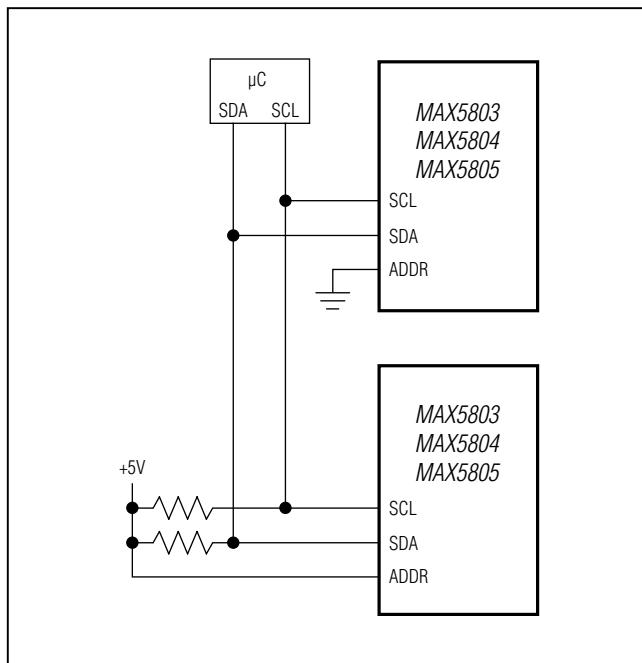 µC
SDA SCL
MAX5803
MAX5804
MAX5805
SCL
SDA
ADDR
MAX5803
MAX5804
MAX5805
+5V
SCL
SDA
ADDR